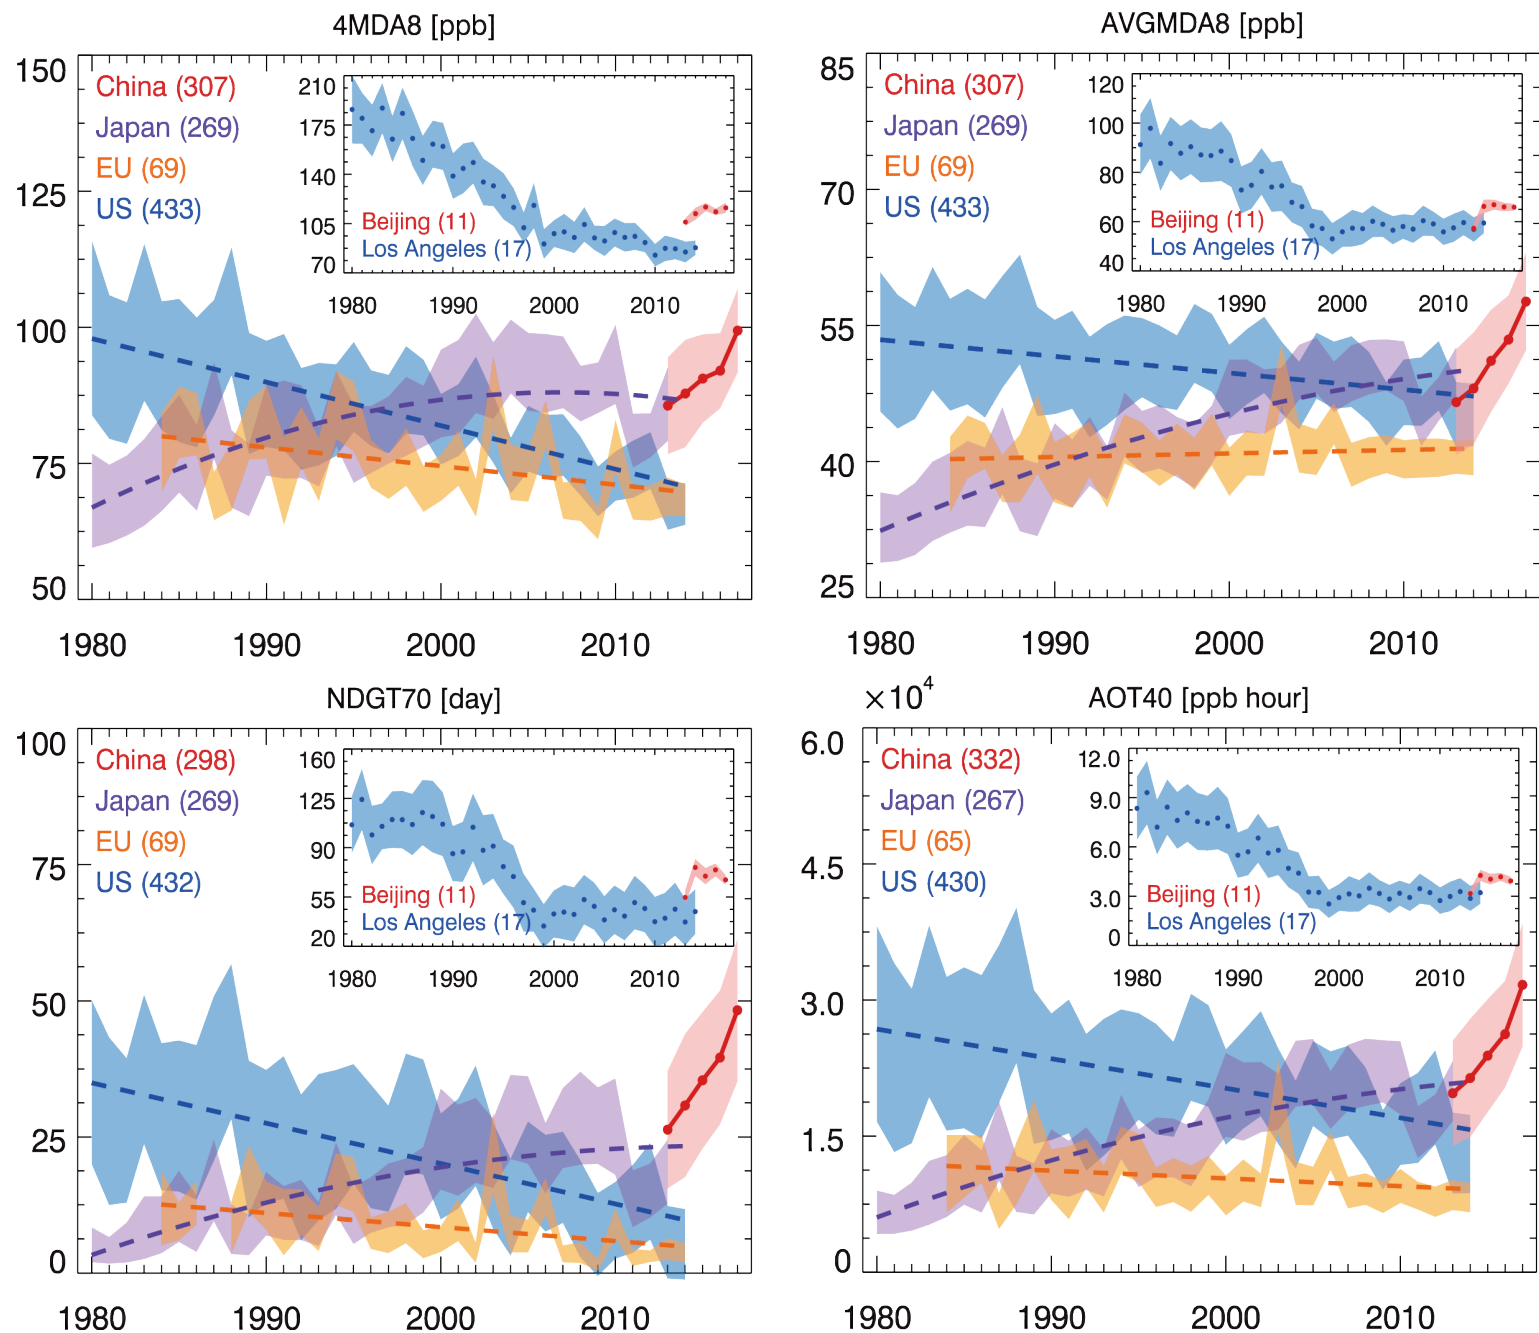 4MDA8 [ppb]
150
125
100
75
50
China (307)
Japan (269)
EU (69)
US (433)
210
175
140
105
70
Beijing (11)
Los Angeles (17)
1980 1990 2000 2010
1980 1990 2000 2010
AVGMDA8 [ppb]
85
70
55
40
25
China (307)
Japan (269)
EU (69)
US (433)
120
100
80
60
40
Beijing (11)
Los Angeles (17)
1980 1990 2000 2010
1980 1990 2000 2010
NDGT70 [day]
100
75
50
25
0
China (298)
Japan (269)
EU (69)
US (432)
160
125
90
55
20
Beijing (11)
Los Angeles (17)
1980 1990 2000 2010
1980 1990 2000 2010
×10⁴
AOT40 [ppb hour]
6.0
4.5
3.0
1.5
0
China (332)
Japan (267)
EU (65)
US (430)
12.0
9.0
6.0
3.0
0
Beijing (11)
Los Angeles (17)
1980 1990 2000 2010
1980 1990 2000 2010